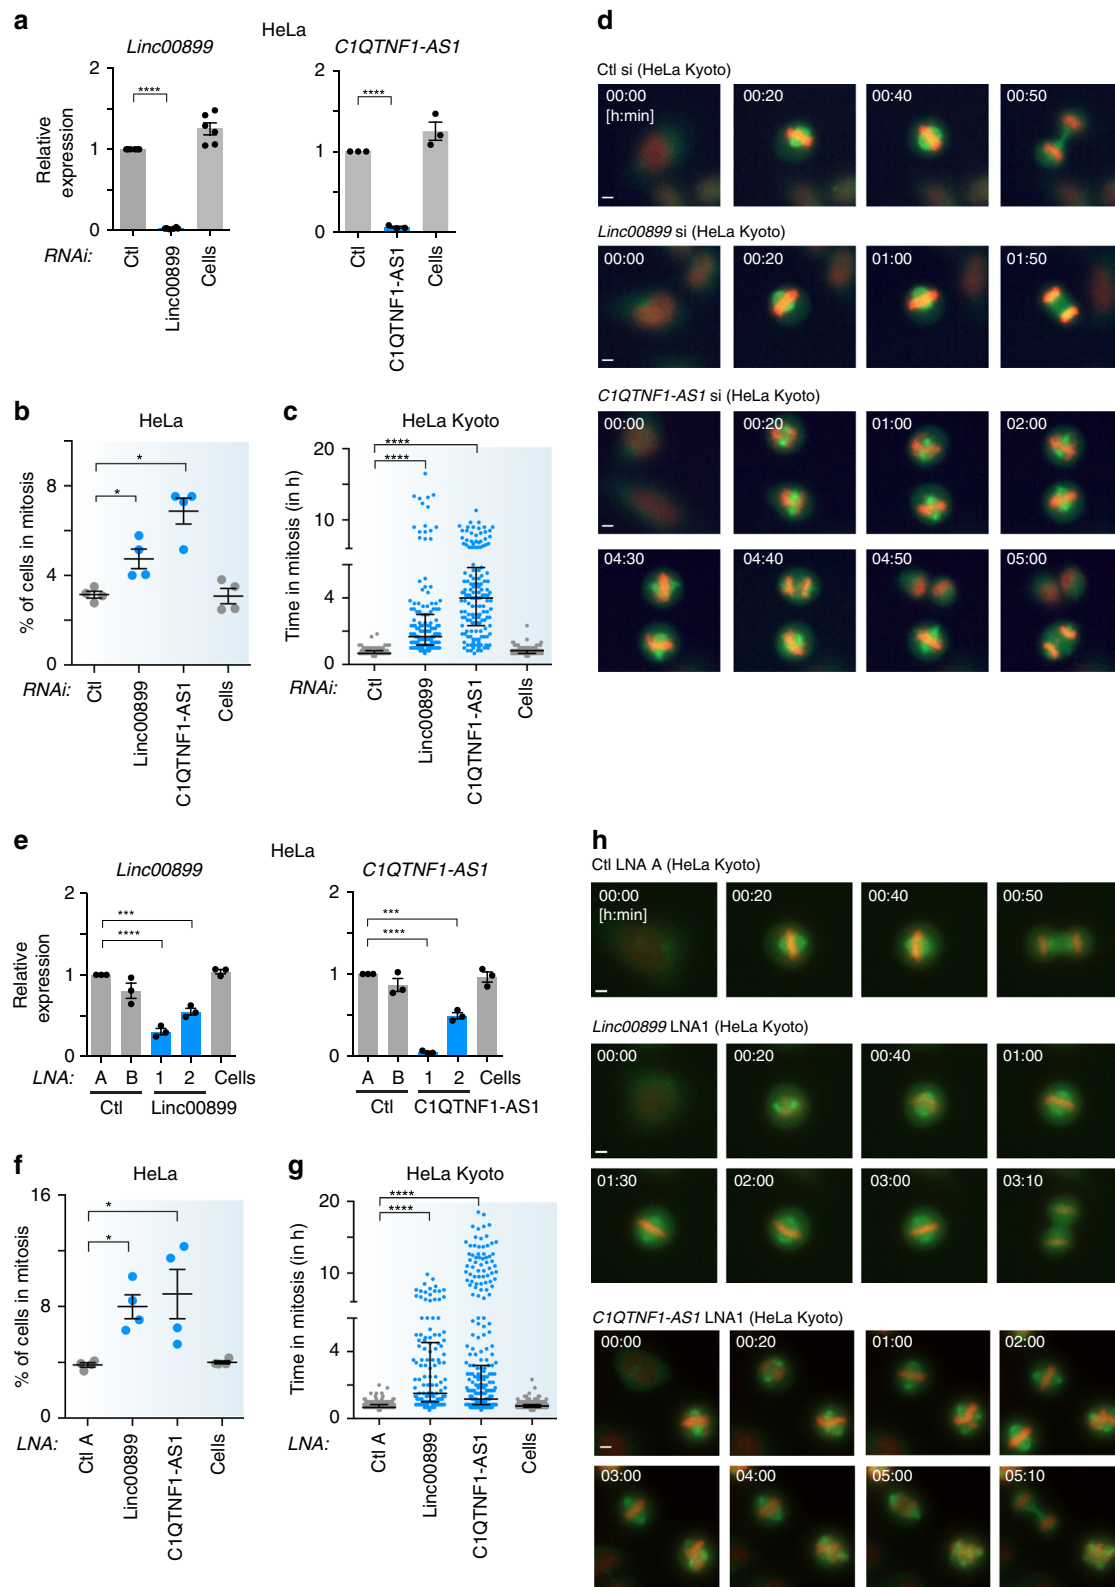 a
HeLa
Linc00899
C1QTNF1-AS1
Relative expression
2
1
0
****
2
1
0
****
RNAi:
Ctl
Linc00899
Cells
Ctl
C1QTNF1-AS1
Cells
b
HeLa
% of cells in mitosis
8
4
0
*
*
RNAi:
Ctl
Linc00899
C1QTNF1-AS1
Cells
c
HeLa Kyoto
Time in mitosis (in h)
20
10
4
0
****
****
RNAi:
Ctl
Linc00899
C1QTNF1-AS1
Cells
d
Ctl si (HeLa Kyoto)
00:00
[h:min]
00:20
00:40
00:50
Linc00899 si (HeLa Kyoto)
00:00
00:20
01:00
01:50
C1QTNF1-AS1 si (HeLa Kyoto)
00:00
00:20
01:00
02:00
04:30
04:40
04:50
05:00
e
HeLa
Linc00899
C1QTNF1-AS1
Relative expression
2
1
0
***
****
2
1
0
***
****
LNA:
A B 1 2 Cells
Ctl Linc00899
A B 1 2 Cells
Ctl C1QTNF1-AS1
f
HeLa
% of cells in mitosis
16
8
0
*
*
LNA:
Ctl A
Linc00899
C1QTNF1-AS1
Cells
g
HeLa Kyoto
Time in mitosis (in h)
20
10
4
0
****
****
LNA:
Ctl A
Linc00899
C1QTNF1-AS1
Cells
h
Ctl LNA A (HeLa Kyoto)
00:00
[h:min]
00:20
00:40
00:50
Linc00899 LNA1 (HeLa Kyoto)
00:00
00:20
00:40
01:00
01:30
02:00
03:00
03:10
C1QTNF1-AS1 LNA1 (HeLa Kyoto)
00:00
00:20
01:00
02:00
03:00
04:00
05:00
05:10